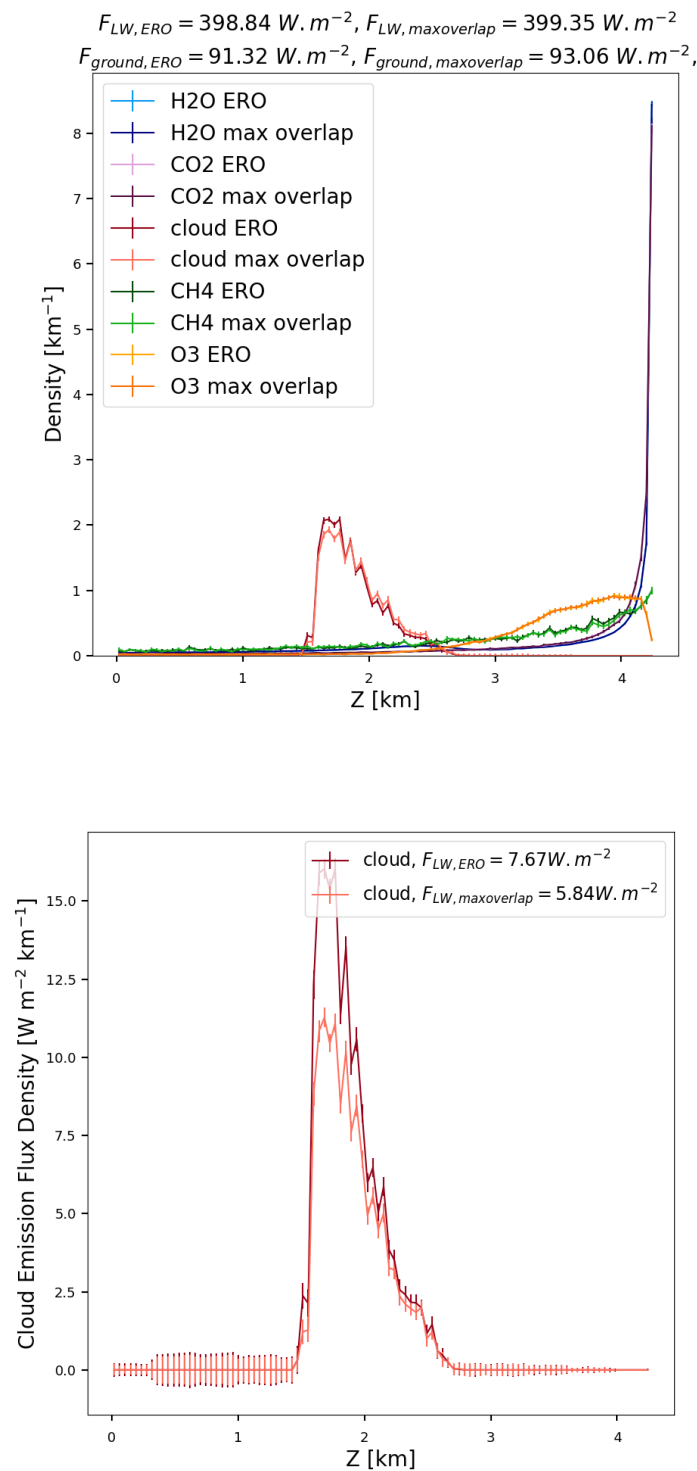 F_{LW,ERO} = 398.84 W.m^{-2}, F_{LW,maxoverlap} = 399.35 W.m^{-2}
F_{ground,ERO} = 91.32 W.m^{-2}, F_{ground,maxoverlap} = 93.06 W.m^{-2},
H2O ERO
H2O max overlap
CO2 ERO
CO2 max overlap
cloud ERO
cloud max overlap
CH4 ERO
CH4 max overlap
O3 ERO
O3 max overlap
Density [km^{-1}]
8
7
6
5
4
3
2
1
0
0 1 2 3 4
Z [km]
cloud, F_{LW,ERO} = 7.67W.m^{-2}
cloud, F_{LW,maxoverlap} = 5.84W.m^{-2}
Cloud Emission Flux Density [W m^{-2} km^{-1}]
15.0
12.5
10.0
7.5
5.0
2.5
0.0
0 1 2 3 4
Z [km]